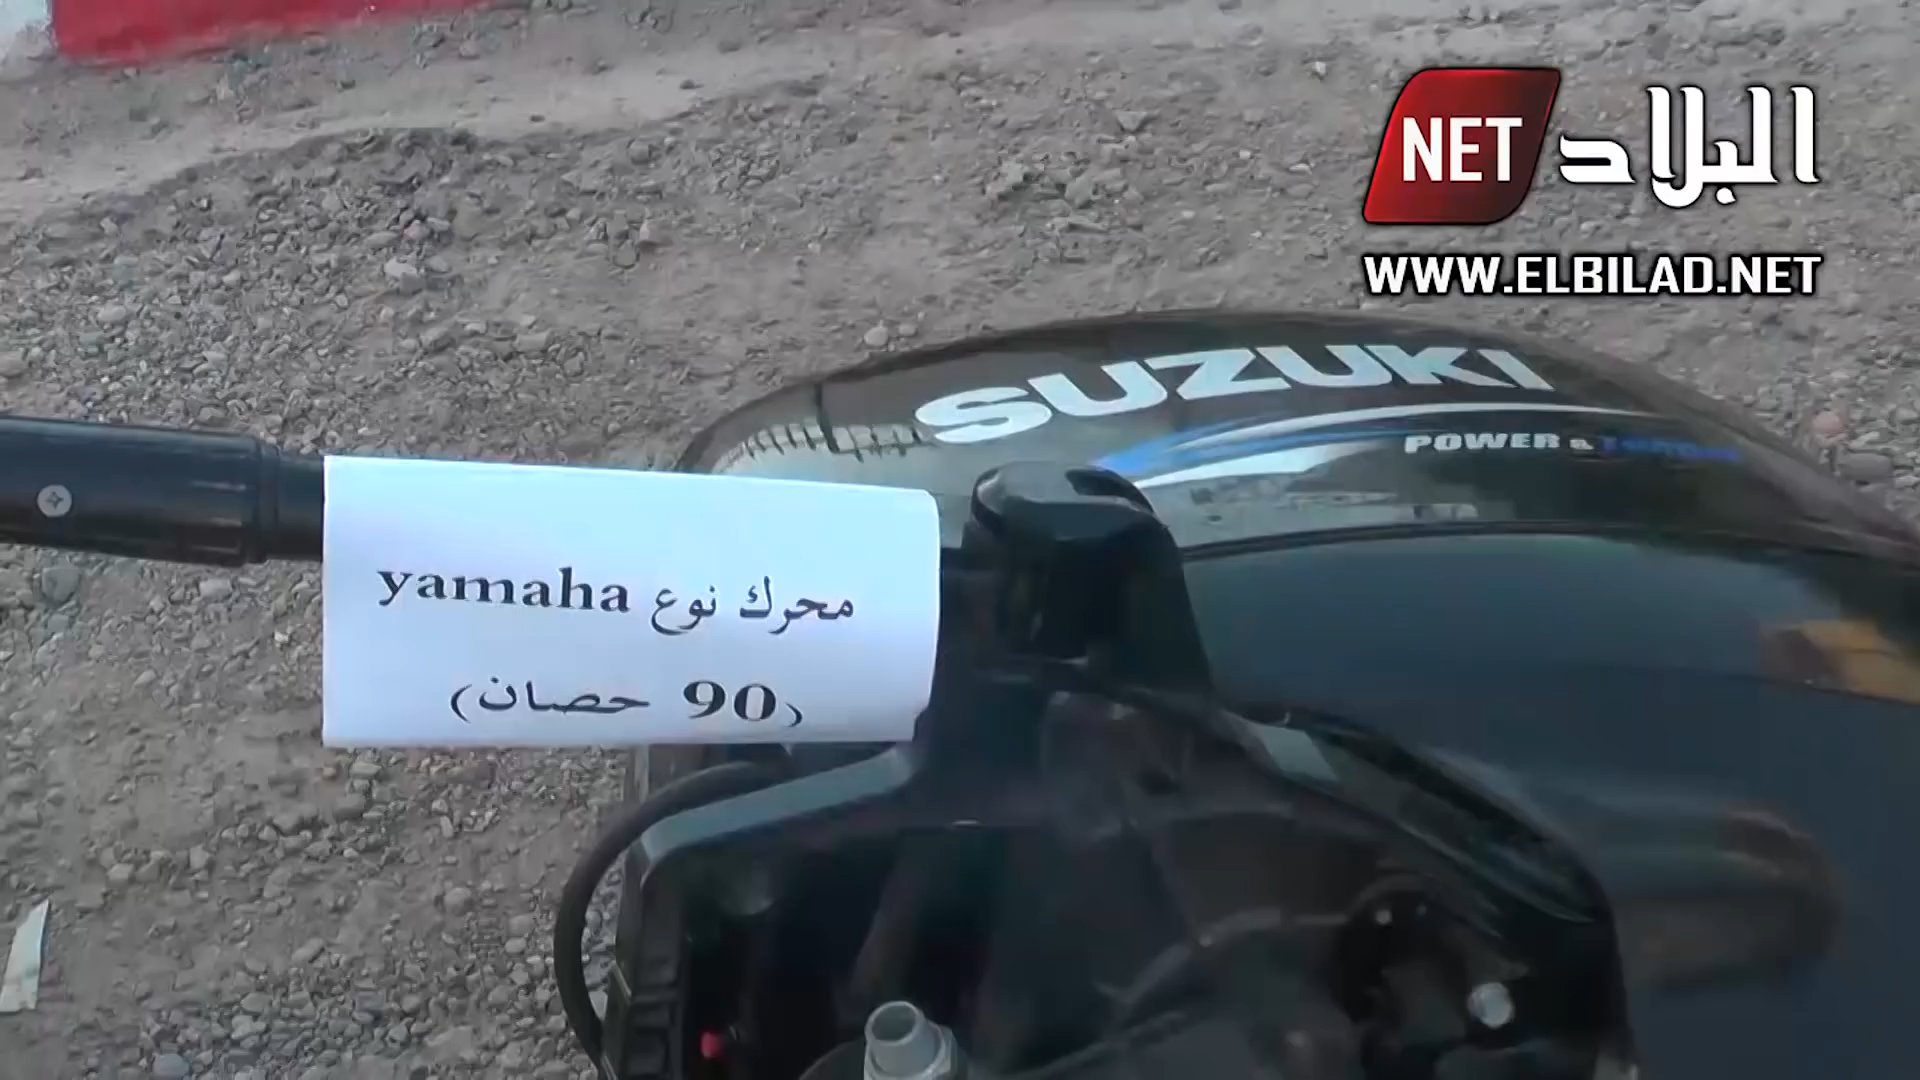 NET البلاد
WWW.ELBILAD.NET
SUZUKI
POWER &
محرك نوع yamaha
(90 حصان)